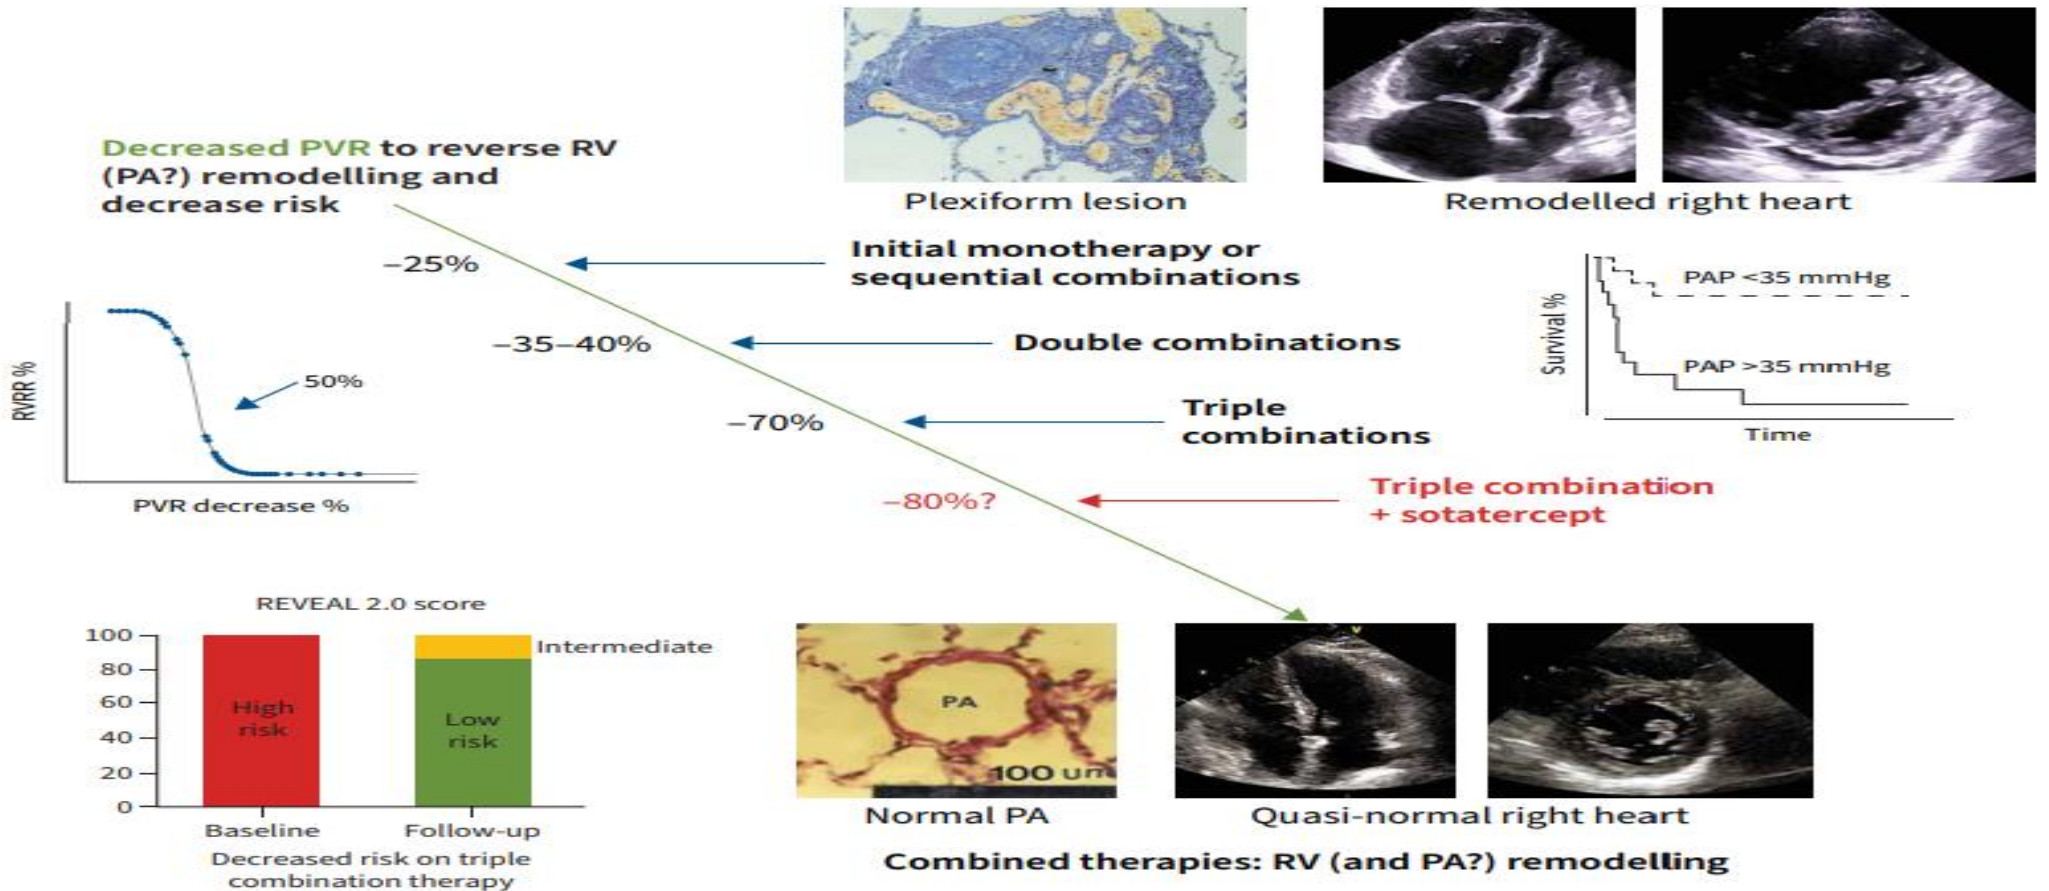 Plexiform lesion
Remodelled right heart
Decreased PVR to reverse RV
(PA?) remodelling and
decrease risk
–25%
Initial monotherapy or
sequential combinations
–35–40%
Double combinations
–70%
Triple
combinations
–80%?
Triple combination
+ sotatercept
RVRR %
50%
PVR decrease %
Survival %
PAP <35 mmHg
PAP >35 mmHg
Time
REVEAL 2.0 score
100
80
60
40
20
0
High
risk
Intermediate
Low
risk
Baseline
Follow-up
Decreased risk on triple
combination therapy
PA
100 um
Normal PA
V
Quasi-normal right heart
Combined therapies: RV (and PA?) remodelling